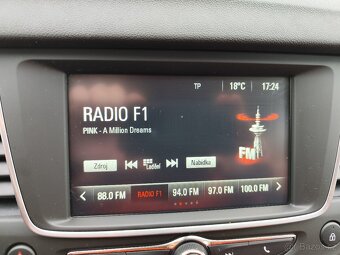 TP 18°C 17:24
RADIO F1
PINK - A Million Dreams
Zdroj Ladění Nabídka
FM
88.0 FM RADIO F1 94.0 FM 97.0 FM 100.0 FM